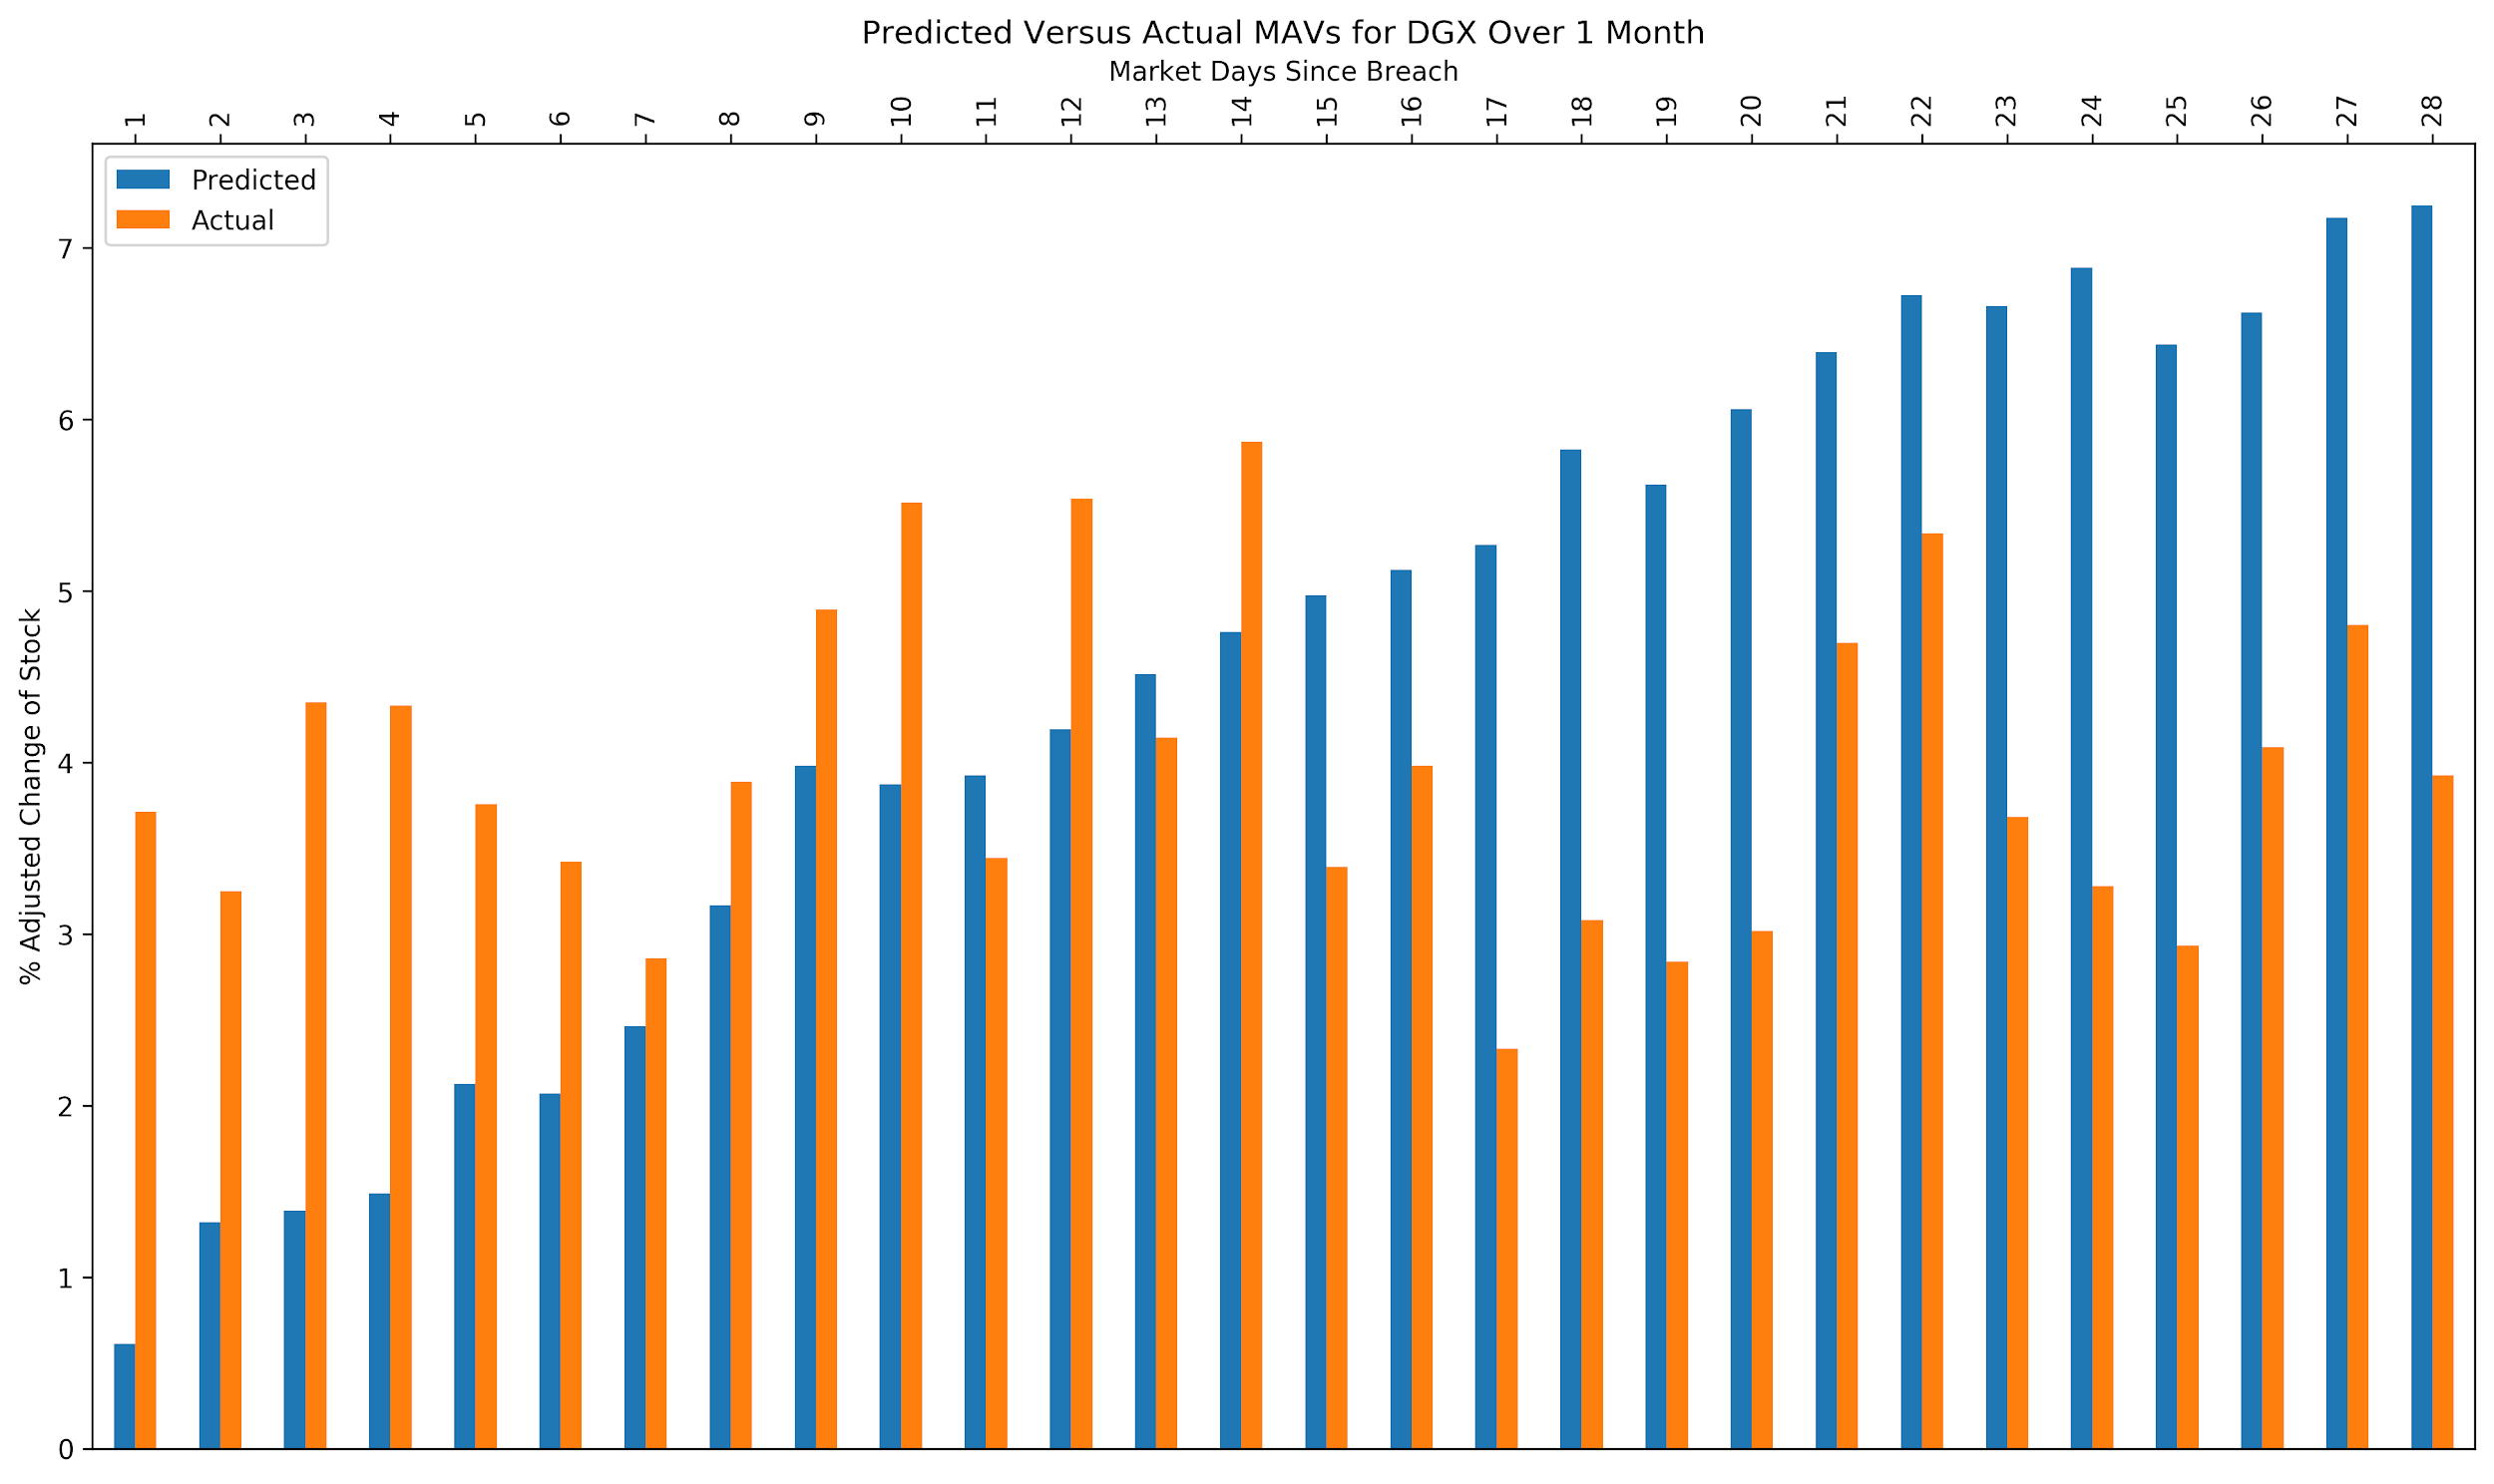 Predicted Versus Actual MAVs for DGX Over 1 Month
Market Days Since Breach
1 2 3 4 5 6 7 8 9 10 11 12 13 14 15 16 17 18 19 20 21 22 23 24 25 26 27 28
Predicted
Actual
% Adjusted Change of Stock
7
6
5
4
3
2
1
0